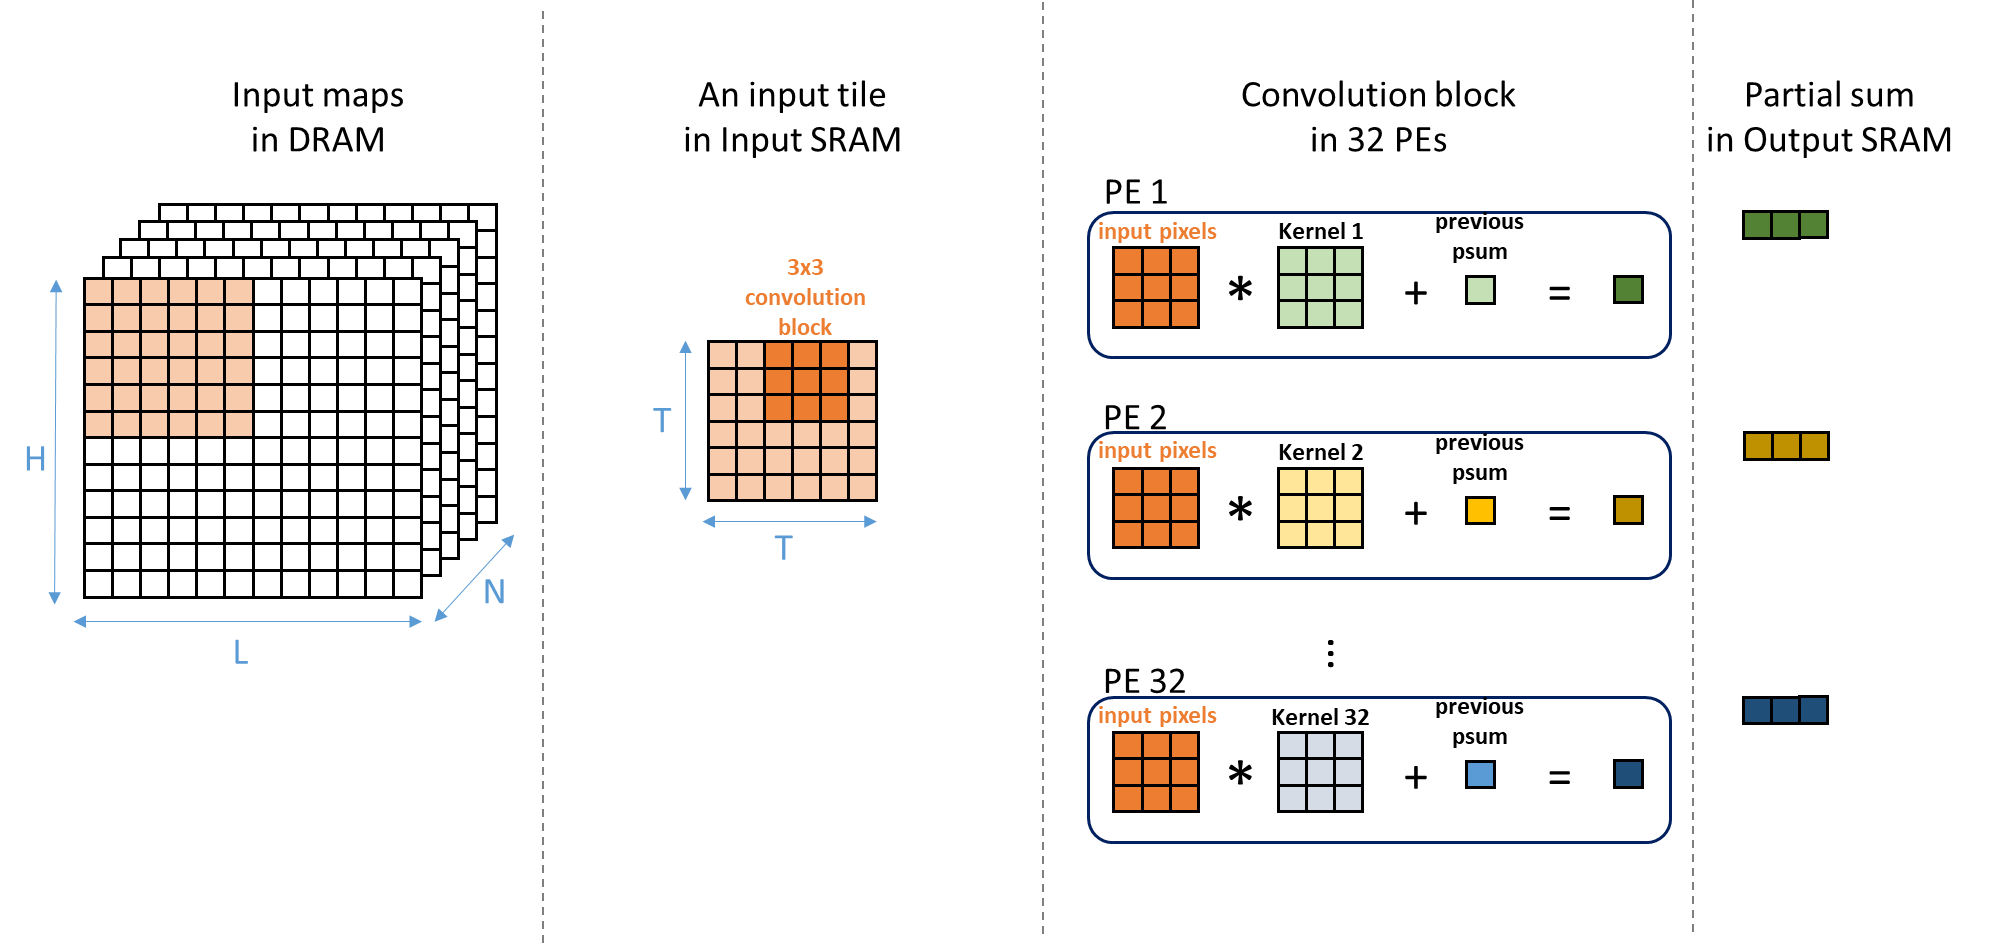 Input maps
in DRAM
H
L
N
An input tile
in Input SRAM
3x3
convolution
block
T
T
Convolution block
in 32 PEs
PE 1
input pixels
Kernel 1
previous
psum
*
+
=
PE 2
input pixels
Kernel 2
previous
psum
*
+
=
⋮
PE 32
input pixels
Kernel 32
previous
psum
*
+
=
Partial sum
in Output SRAM